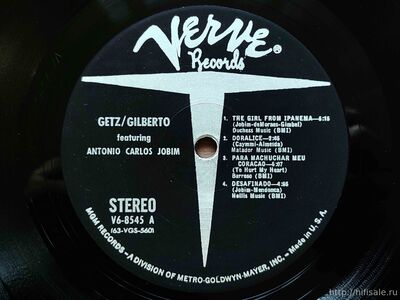 VERVE®
Records
GETZ/GILBERTO
featuring
ANTONIO CARLOS JOBIM
STEREO
V6-8545 A
(63-VGS-560)
1. THE GIRL FROM IPANEMA—5:15
(Jobim-deMoraes-Gimbel)
Duchess Music (BMI)
2. DORALICE—2:45
(Caymmi-Almeida)
Matador Music (BMI)
3. PARA MACHUCHAR MEU
CORACAO—5:07
(To Hurt My Heart)
Barroso (BMI)
4. DESAFINADO—4:05
(Jobim-Mendonca)
Hollis Music (BMI)
MGM RECORDS—A DIVISION OF METRO-GOLDWYN-MAYER, INC.—Made in U.S.A.
http://hifisale.ru/